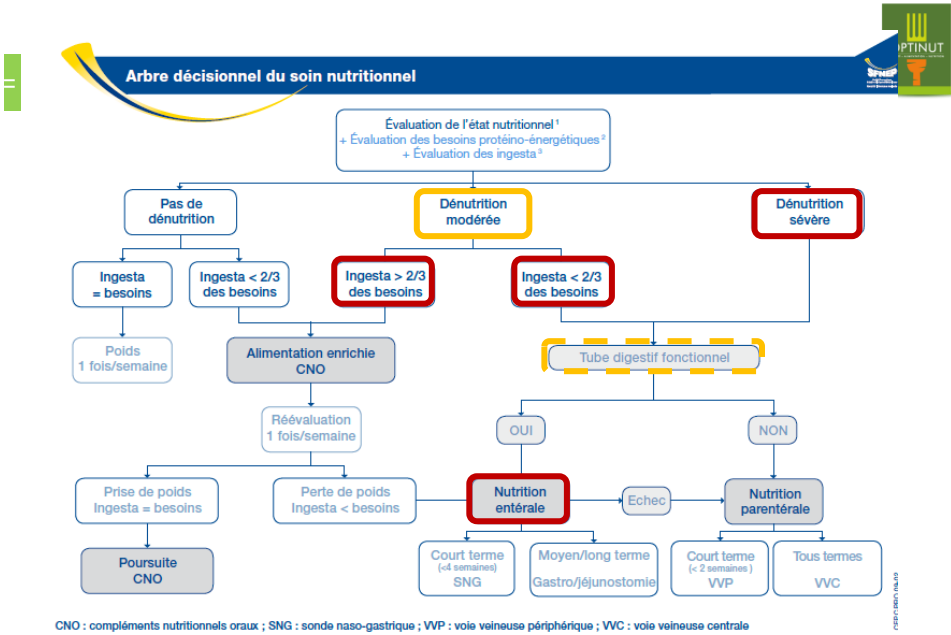 PTINUT
SFNEP
Arbre décisionnel du soin nutritionnel
Évaluation de l'état nutritionnel ¹
+ Évaluation des besoins protéino-énergétiques ²
+ Évaluation des ingesta ³
Pas de
dénutrition
Dénutrition
modérée
Dénutrition
sévère
Ingesta
= besoins
Ingesta < 2/3
des besoins
Ingesta > 2/3
des besoins
Ingesta < 2/3
des besoins
Poids
1 fois/semaine
Alimentation enrichie
CNO
Tube digestif fonctionnel
Réévaluation
1 fois/semaine
OUI
NON
Prise de poids
Ingesta = besoins
Perte de poids
Ingesta < besoins
Nutrition
entérale
Echec
Nutrition
parentérale
Poursuite
CNO
Court terme
(<4 semaines)
SNG
Moyen/long terme
Gastro/jéjunostomie
Court terme
(< 2 semaines )
VVP
Tous termes
VVC
CNO : compléments nutritionnels oraux ; SNG : sonde naso-gastrique ; VVP : voie veineuse périphérique ; VVC : voie veineuse centrale